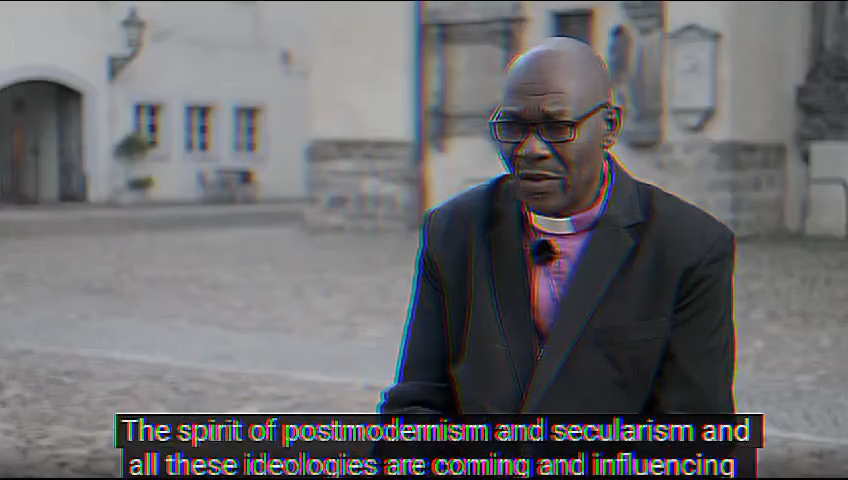 The spirit of postmodernism and secularism and
all these ideologies are coming and influencing